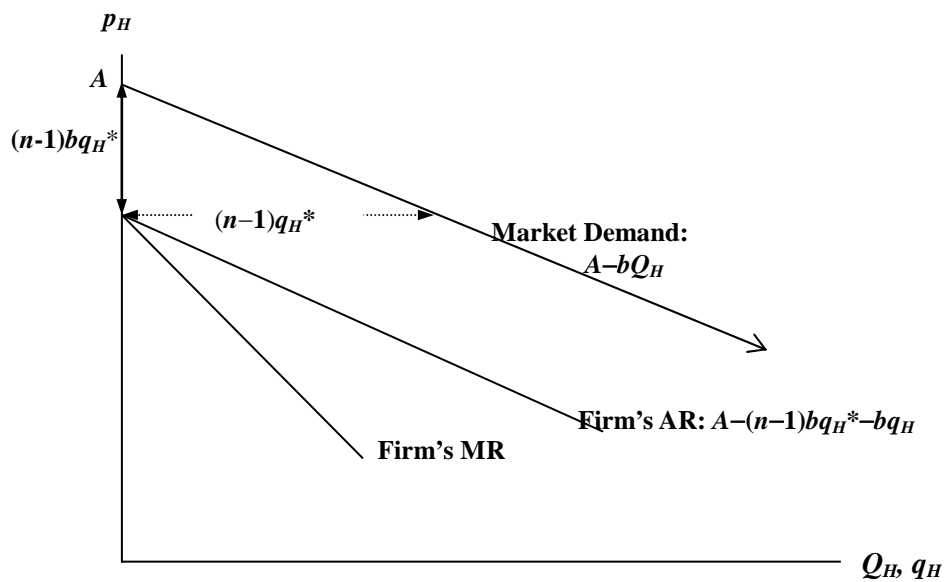 p_H
A
(n-1)bq_H*
(n–1)q_H*
Market Demand:
A–bQ_H
Firm's AR: A–(n–1)bq_H*–bq_H
Firm's MR
Q_H, q_H